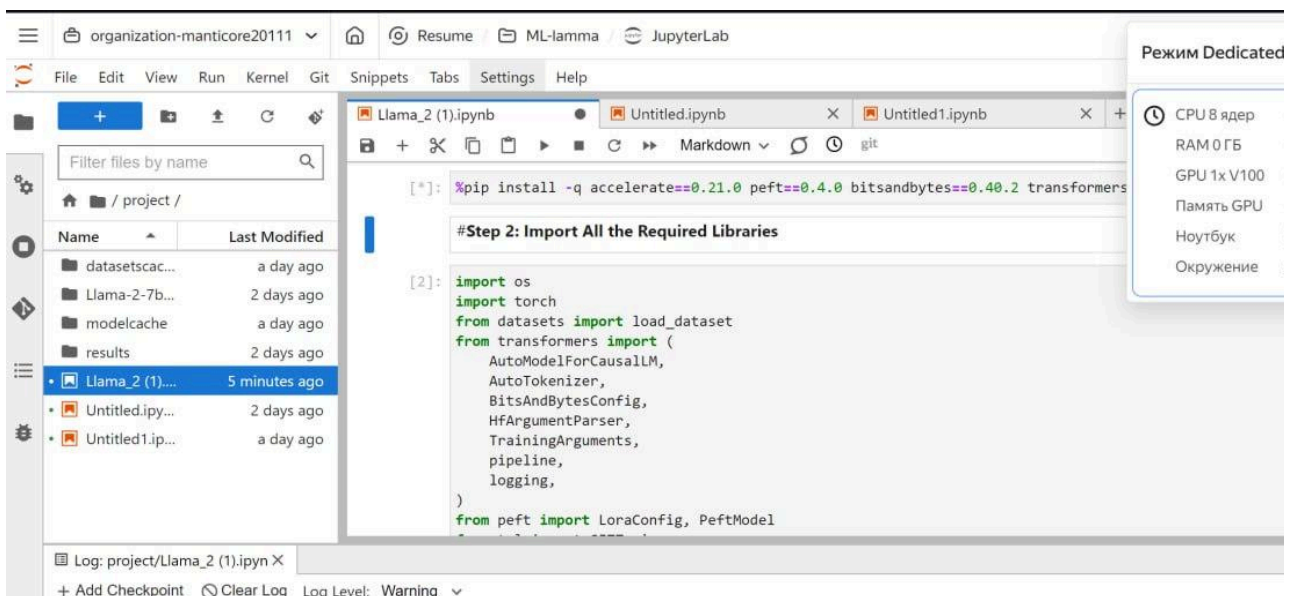 organization-manticore20111
Resume / ML-lamma / JupyterLab
Режим Dedicated
File Edit View Run Kernel Git Snippets Tabs Settings Help
+
Llama_2 (1).ipynb
Untitled.ipynb
Untitled1.ipynb
+
CPU 8 ядер
RAM 0 ГБ
GPU 1x V100
Память GPU
Ноутбук
Окружение
Filter files by name
/ project /
Name Last Modified
datasetscac... a day ago
Llama-2-7b... 2 days ago
modelcache a day ago
results 2 days ago
Llama_2 (1).... 5 minutes ago
Untitled.ipy... 2 days ago
Untitled1.ip... a day ago
Markdown git
[*]: %pip install -q accelerate==0.21.0 peft==0.4.0 bitsandbytes==0.40.2 transformers
#Step 2: Import All the Required Libraries
[2]: import os
import torch
from datasets import load_dataset
from transformers import (
AutoModelForCausalLM,
AutoTokenizer,
BitsAndBytesConfig,
HfArgumentParser,
TrainingArguments,
pipeline,
logging,
)
from peft import LoraConfig, PeftModel
Log: project/Llama_2 (1).ipyn
+ Add Checkpoint Clear Log Log Level: Warning